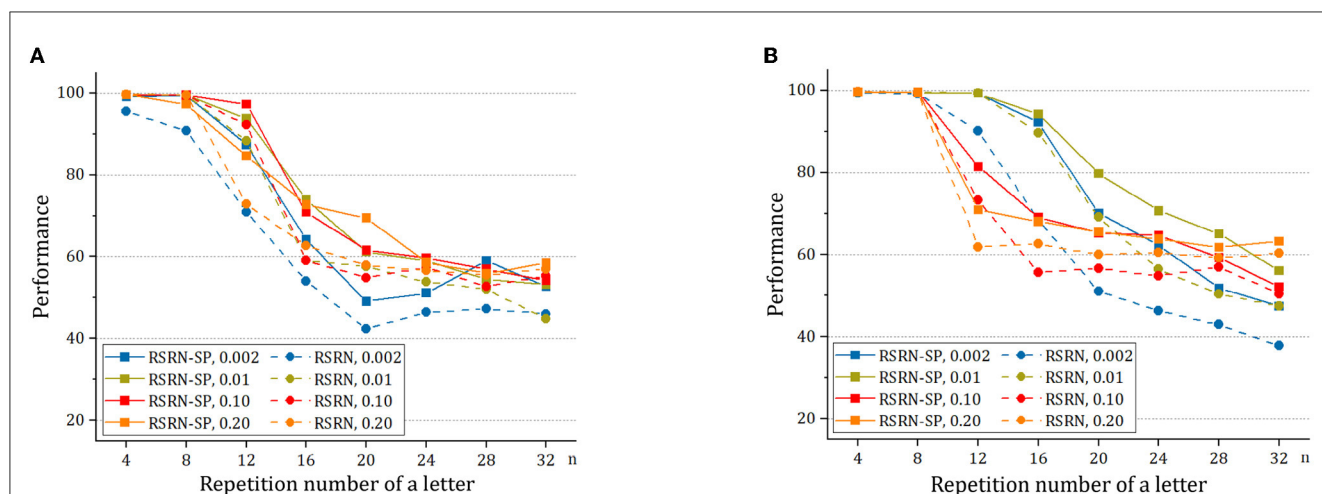 A
Performance
100
80
60
40
20
RSRN-SP, 0.002 RSRN, 0.002
RSRN-SP, 0.01 RSRN, 0.01
RSRN-SP, 0.10 RSRN, 0.10
RSRN-SP, 0.20 RSRN, 0.20
4 8 12 16 20 24 28 32 n
Repetition number of a letter
B
Performance
100
80
60
40
20
RSRN-SP, 0.002 RSRN, 0.002
RSRN-SP, 0.01 RSRN, 0.01
RSRN-SP, 0.10 RSRN, 0.10
RSRN-SP, 0.20 RSRN, 0.20
4 8 12 16 20 24 28 32 n
Repetition number of a letter